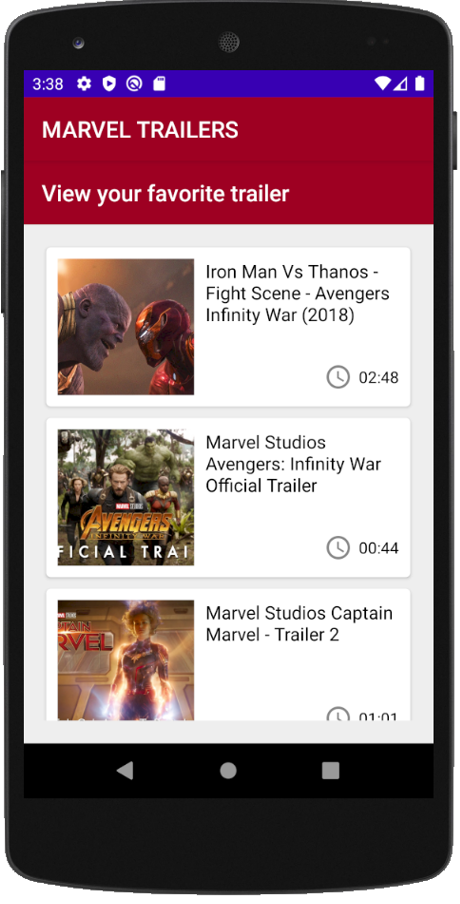 3:38
MARVEL TRAILERS
View your favorite trailer
Iron Man Vs Thanos -
Fight Scene - Avengers
Infinity War (2018)
02:48
Marvel Studios
Avengers: Infinity War
Official Trailer
MARVEL STUDIOS
AVENGERS
INFINITY WAR
FICIAL TRAI
00:44
Marvel Studios Captain
Marvel - Trailer 2
TAIN
RVEL
01:01